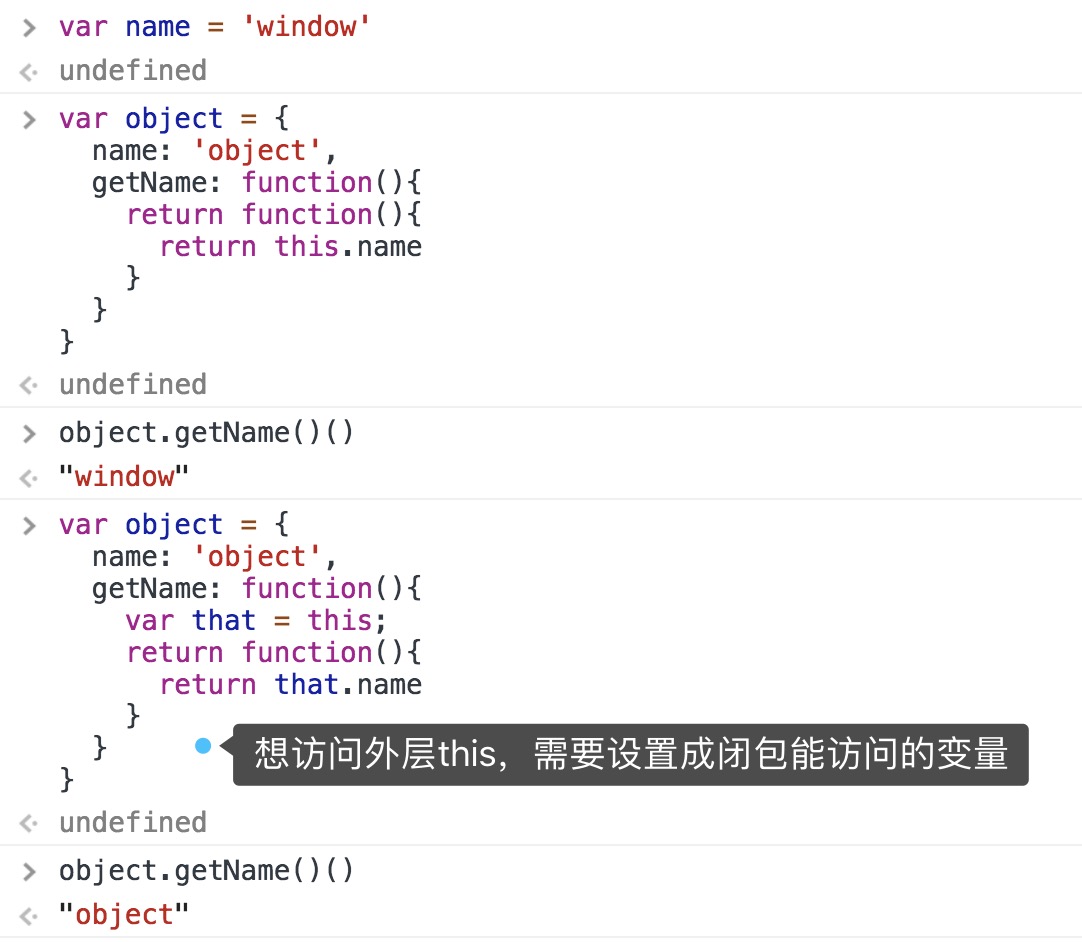 > var name = 'window'
<· undefined
> var object = {
    name: 'object',
    getName: function(){
      return function(){
        return this.name
      }
    }
  }
<· undefined
> object.getName()()
<· "window"
> var object = {
    name: 'object',
    getName: function(){
      var that = this;
      return function(){
        return that.name
      }
    }
想访问外层this，需要设置成闭包能访问的变量
  }
<· undefined
> object.getName()()
<· "object"